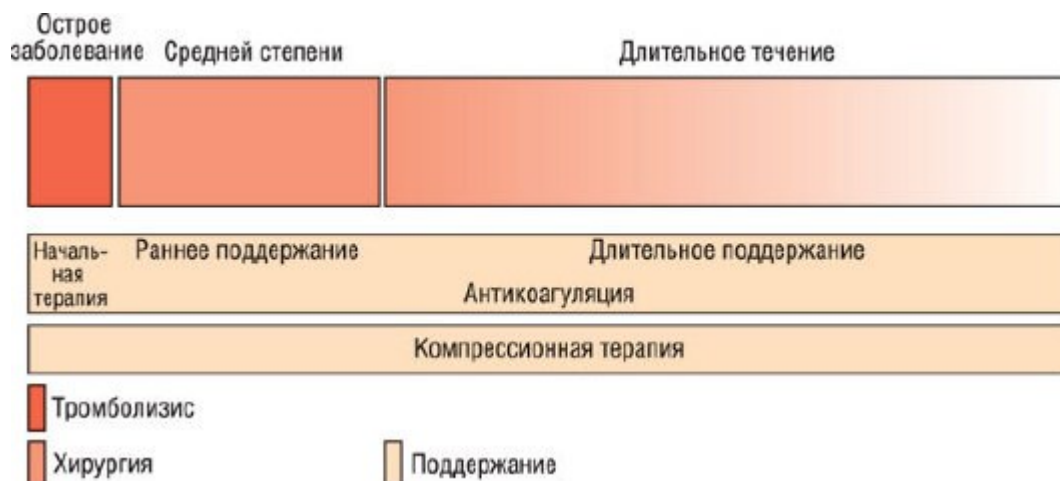 Острое
заболевание
Средней степени
Длительное течение
Началь-
ная
терапия
Раннее поддержание
Длительное поддержание
Антикоагуляция
Компрессионная терапия
Тромболизис
Хирургия
Поддержание